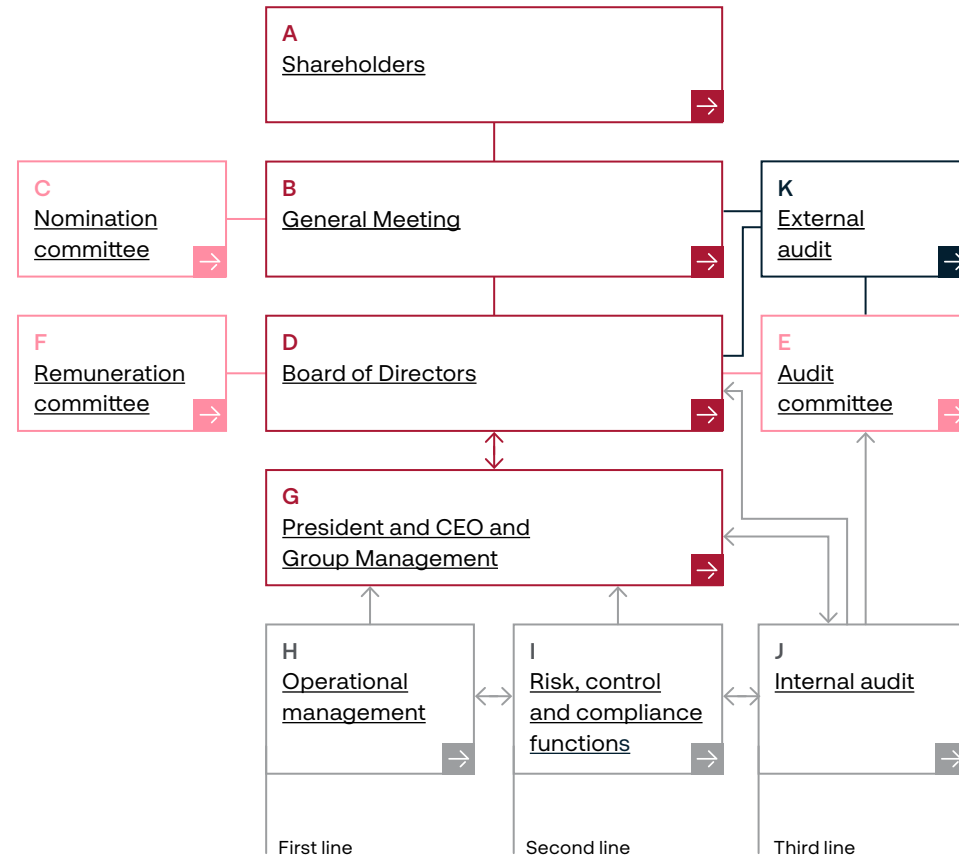 A
Shareholders
C
Nomination
committee
B
General Meeting
K
External
audit
F
Remuneration
committee
D
Board of Directors
E
Audit
committee
G
President and CEO and
Group Management
H
Operational
management
I
Risk, control
and compliance
functions
J
Internal audit
First line
Second line
Third line